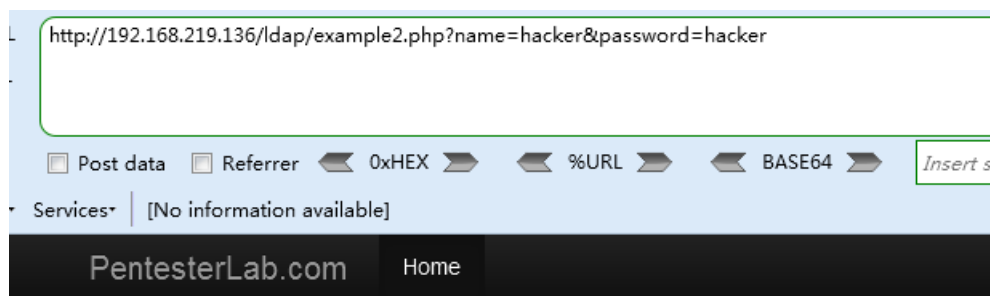 http://192.168.219.136/ldap/example2.php?name=hacker&password=hacker
Post data Referrer 0xHEX %URL BASE64 Insert s
Services [No information available]
PentesterLab.com Home